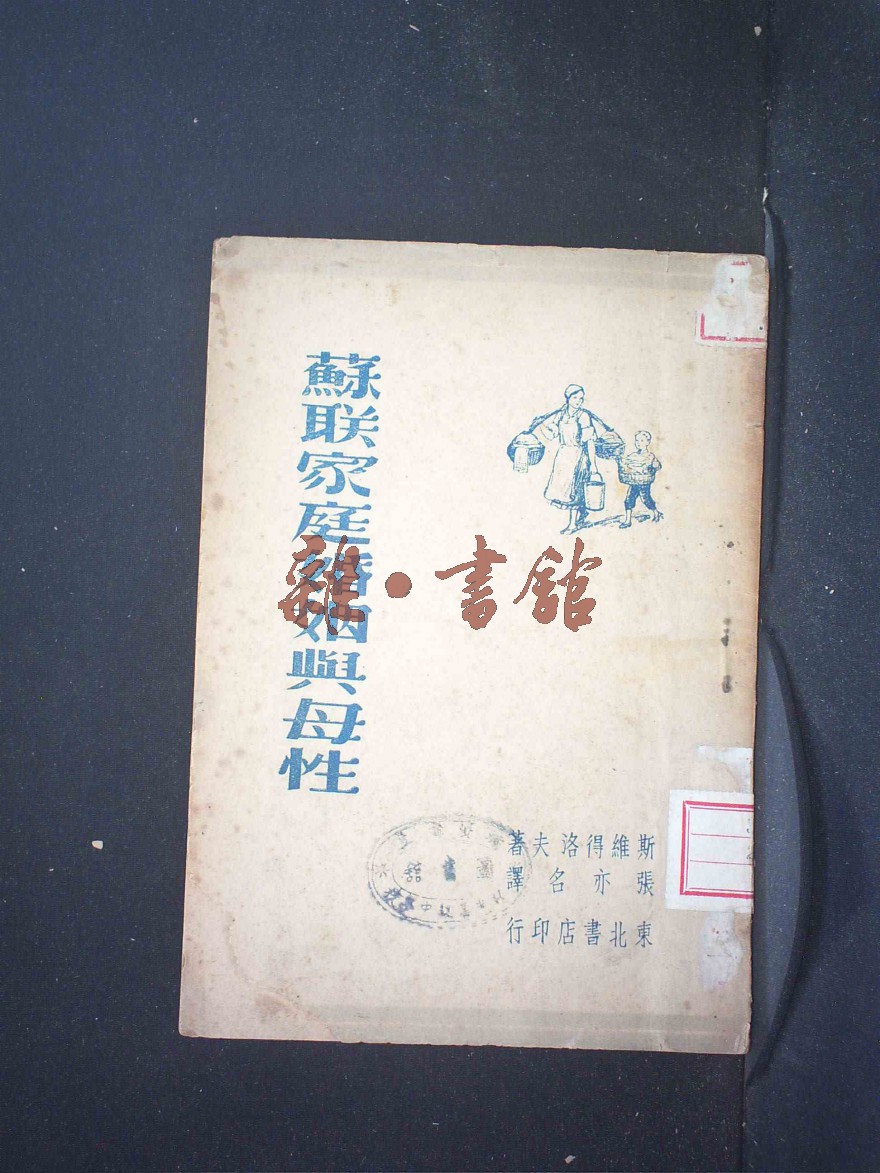 蘇联家庭婚姻與母性
雜·書館
斯維得洛夫著
張亦名譯
東北書店印行